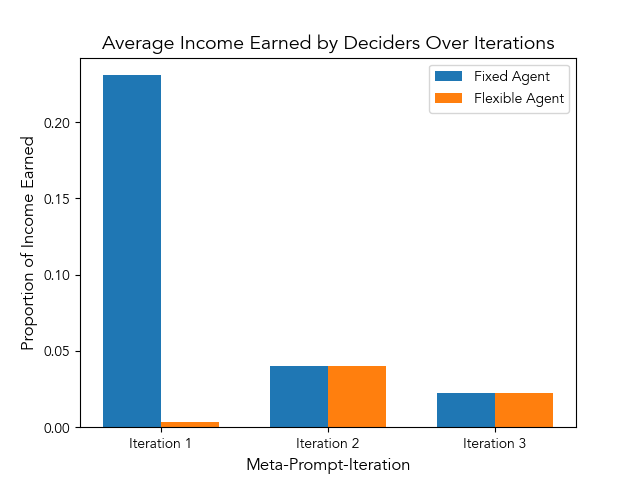 Average Income Earned by Deciders Over Iterations
Fixed Agent
Flexible Agent
Proportion of Income Earned
0.20
0.15
0.10
0.05
0.00
Iteration 1
Iteration 2
Iteration 3
Meta-Prompt-Iteration